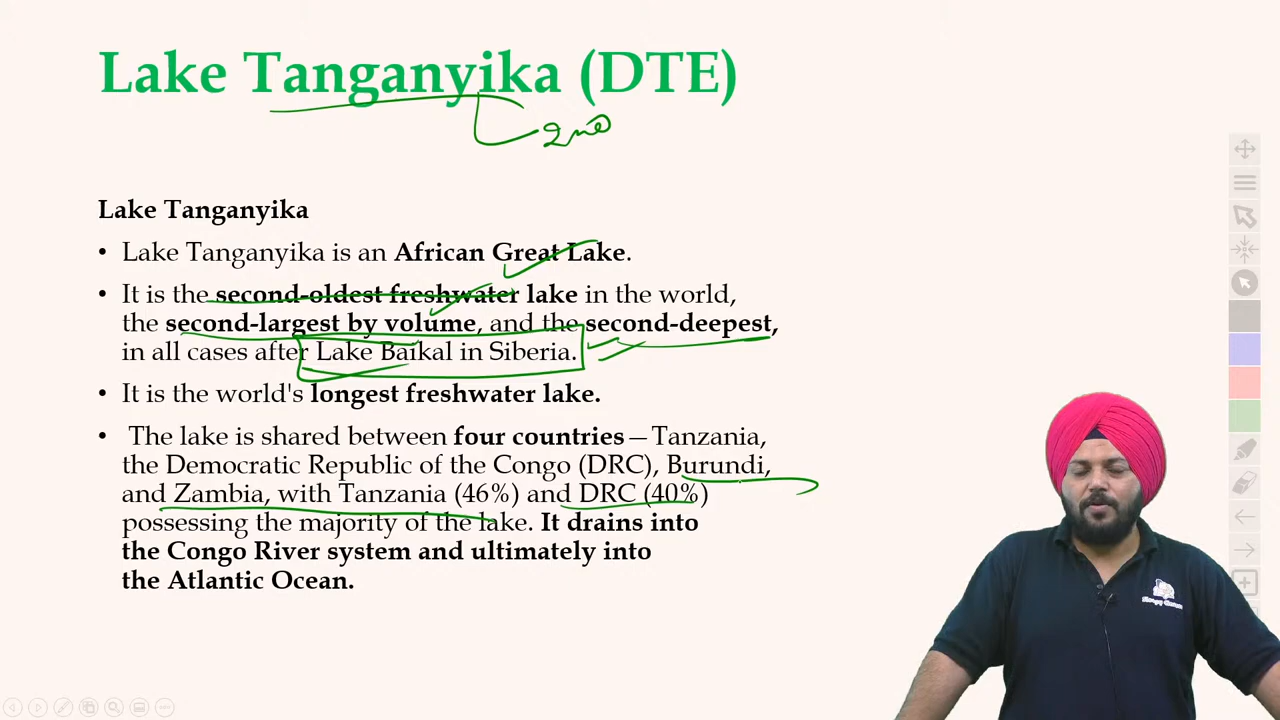 Lake Tanganyika (DTE)
2nd
Lake Tanganyika
• Lake Tanganyika is an African Great Lake.
• It is the second-oldest freshwater lake in the world,
the second-largest by volume, and the second-deepest,
in all cases after Lake Baikal in Siberia.
• It is the world's longest freshwater lake.
• The lake is shared between four countries—Tanzania,
the Democratic Republic of the Congo (DRC), Burundi,
and Zambia, with Tanzania (46%) and DRC (40%)
possessing the majority of the lake. It drains into
the Congo River system and ultimately into
the Atlantic Ocean.